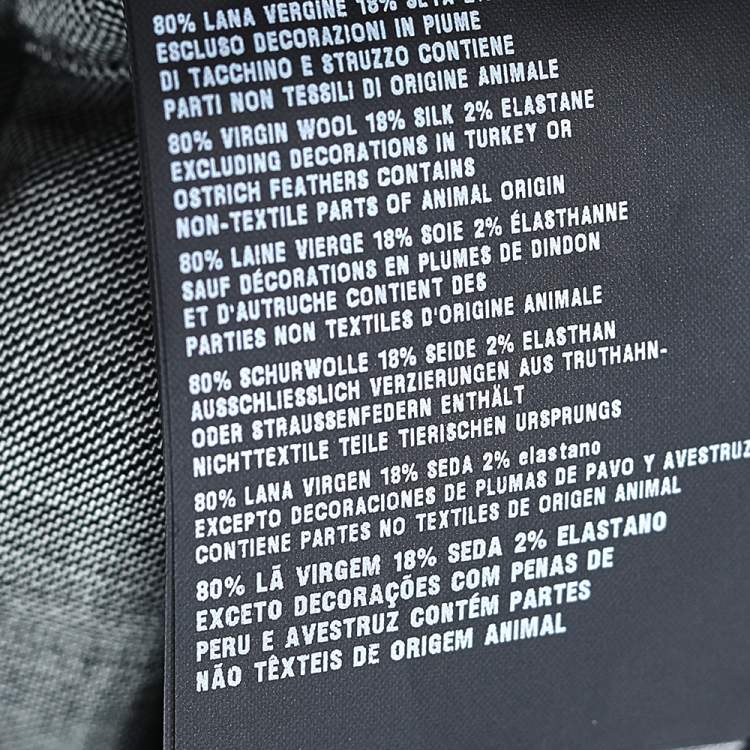 80% LANA VERGINE 18% SETA
ESCLUSO DECORAZIONI IN PIUME
DI TACCHINO E STRUZZO CONTIENE
PARTI NON TESSILI DI ORIGINE ANIMALE
80% VIRGIN WOOL 18% SILK 2% ELASTANE
EXCLUDING DECORATIONS IN TURKEY OR
OSTRICH FEATHERS CONTAINS
NON-TEXTILE PARTS OF ANIMAL ORIGIN
80% LAINE VIERGE 18% SOIE 2% ÉLASTHANNE
SAUF DÉCORATIONS EN PLUMES DE DINDON
ET D'AUTRUCHE CONTIENT DES
PARTIES NON TEXTILES D'ORIGINE ANIMALE
80% SCHURWOLLE 18% SEIDE 2% ELASTHAN
AUSSCHLIESSLICH VERZIERUNGEN AUS TRUTHAHN-
ODER STRAUSSENFEDERN ENTHÄLT
NICHTTEXTILE TEILE TIERISCHEN URSPRUNGS
80% LANA VIRGEN 18% SEDA 2% elastano
EXCEPTO DECORACIONES DE PLUMAS DE PAVO Y AVESTRUZ
CONTIENE PARTES NO TEXTILES DE ORIGEN ANIMAL
80% LÃ VIRGEM 18% SEDA 2% ELASTANO
EXCETO DECORAÇÕES COM PENAS DE
PERU E AVESTRUZ CONTÉM PARTES
NÃO TÊXTEIS DE ORIGEM ANIMAL